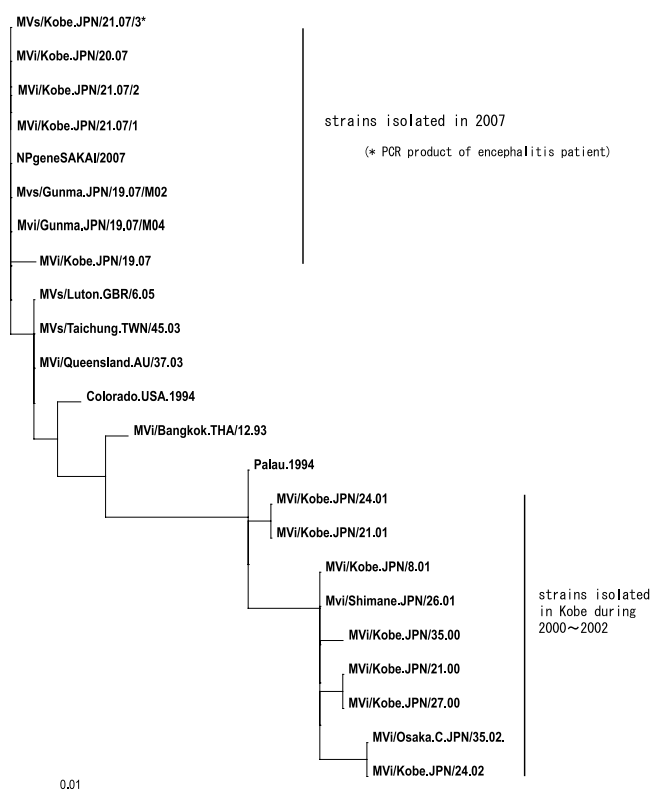 MVs/Kobe.JPN/21.07/3*
MVi/Kobe.JPN/20.07
MVi/Kobe.JPN/21.07/2
MVi/Kobe.JPN/21.07/1
NPgeneSAKAI/2007
Mvs/Gunma.JPN/19.07/M02
Mvi/Gunma.JPN/19.07/M04
MVi/Kobe.JPN/19.07
strains isolated in 2007
(* PCR product of encephalitis patient)
MVs/Luton.GBR/6.05
MVs/Taichung.TWN/45.03
MVi/Queensland.AU/37.03
Colorado.USA.1994
MVi/Bangkok.THA/12.93
Palau.1994
MVi/Kobe.JPN/24.01
MVi/Kobe.JPN/21.01
MVi/Kobe.JPN/8.01
Mvi/Shimane.JPN/26.01
MVi/Kobe.JPN/35.00
MVi/Kobe.JPN/21.00
MVi/Kobe.JPN/27.00
MVi/Osaka.C.JPN/35.02.
MVi/Kobe.JPN/24.02
strains isolated
in Kobe during
2000〜2002
0.01